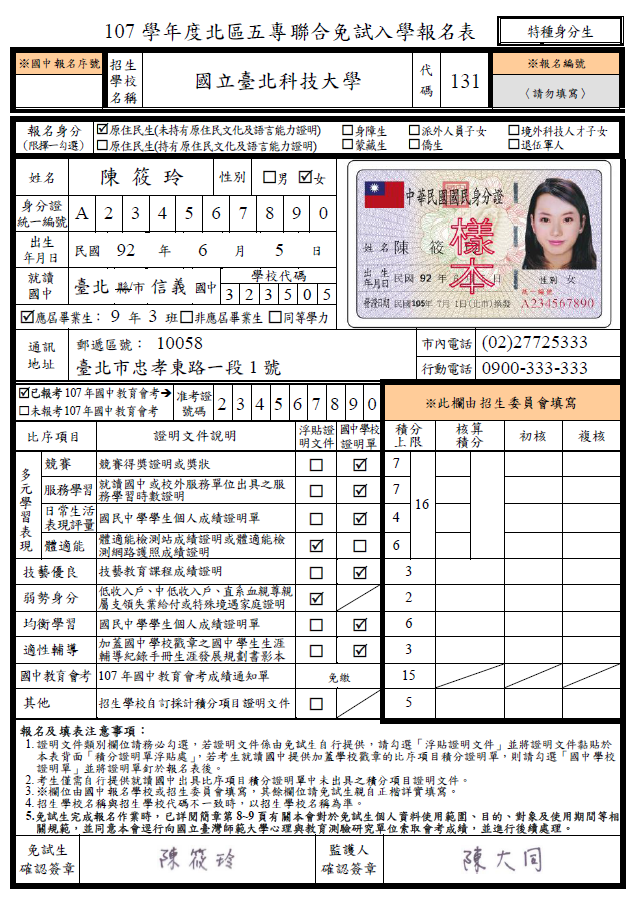 107 學年度北區五專聯合免試入學報名表
特種身分生
※國中報名序號
招生學校名稱
國立臺北科技大學
代碼
131
※報名編號
〈請勿填寫〉
報名身分
(限擇一勾選)
☑原住民生(未持有原住民文化及語言能力證明) □身障生 □派外人員子女 □境外科技人才子女
□原住民生(持有原住民文化及語言能力證明) □蒙藏生 □僑生 □退伍軍人
姓名 陳筱玲 性別 □男 ☑女
身分證統一編號 A 2 3 4 5 6 7 8 9 0
出生年月日 民國 92 年 6 月 5 日
就讀國中 臺北 縣/市 信義 國中 學校代碼 3 2 3 5 0 5
☑應屆畢業生：9 年 3 班 □非應屆畢業生 □同等學力
中華民國國民身分證
樣本
姓名 陳筱
出生年月日 民國 92 年 月 5 日
性別 女
發證日期 民國105年 7月 1日(北市)換發
統一編號
A234567890
通訊地址
郵遞區號： 10058
臺北市忠孝東路一段 1 號
市內電話 (02)27725333
行動電話 0900-333-333
☑已報考 107 年國中教育會考➔
□未報考 107 年國中教育會考
准考證號碼 2 3 4 5 6 7 8 9 0
※此欄由招生委員會填寫
比序項目 證明文件說明 浮貼證明文件 國中學校證明單 積分上限 核算積分 初核 複核
多元學習表現
競賽 競賽得獎證明或獎狀 □ ☑ 7
服務學習 就讀國中或校外服務單位出具之服務學習時數證明 □ ☑ 7
16
日常生活表現評量 國民中學學生個人成績證明單 □ ☑ 4
體適能 體適能檢測站成績證明或體適能檢測網路護照成績證明 ☑ □ 6
技藝優良 技藝教育課程成績證明 □ ☑ 3
弱勢身分 低收入戶、中低收入戶、直系血親尊親屬支領失業給付或特殊境遇家庭證明 ☑ 2
均衡學習 國民中學學生個人成績證明單 □ ☑ 6
適性輔導 加蓋國中學校戳章之國中學生生涯輔導紀錄手冊生涯發展規劃書影本 □ ☑ 3
國中教育會考 107 年國中教育會考成績通知單 免繳 15
其他 招生學校自訂採計積分項目證明文件 □ 5
報名及填表注意事項：
1.證明文件類別欄位請務必勾選，若證明文件係由免試生自行提供，請勾選「浮貼證明文件」並將證明文件黏貼於
本表背面「積分證明單浮貼處」，若考生就讀國中提供加蓋學校戳章的比序項目積分證明單，則請勾選「國中學校
證明單」並將證明單釘於報名表後。
2.考生僅需自行提供就讀國中出具比序項目積分證明單中未出具之積分項目證明文件。
3.※欄位由國中報名學校或招生委員會填寫，其餘欄位請免試生親自正楷詳實填寫。
4.招生學校名稱與招生學校代碼不一致時，以招生學校名稱為準。
5.免試生完成報名作業時，已詳閱簡章第 8~9 頁有關本會對於免試生個人資料使用範圍、目的、對象及使用期間等相
關規範，並同意本會逕行向國立臺灣師範大學心理與教育測驗研究單位索取會考成績，並進行後續處理。
免試生確認簽章 陳筱玲
監護人確認簽章 陳大同